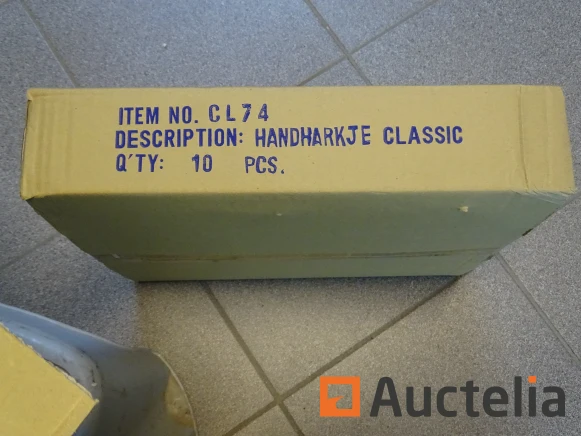 ITEM NO. CL74
DESCRIPTION: HANDHARKJE CLASSIC
Q'TY: 10 PCS.
Auctelia